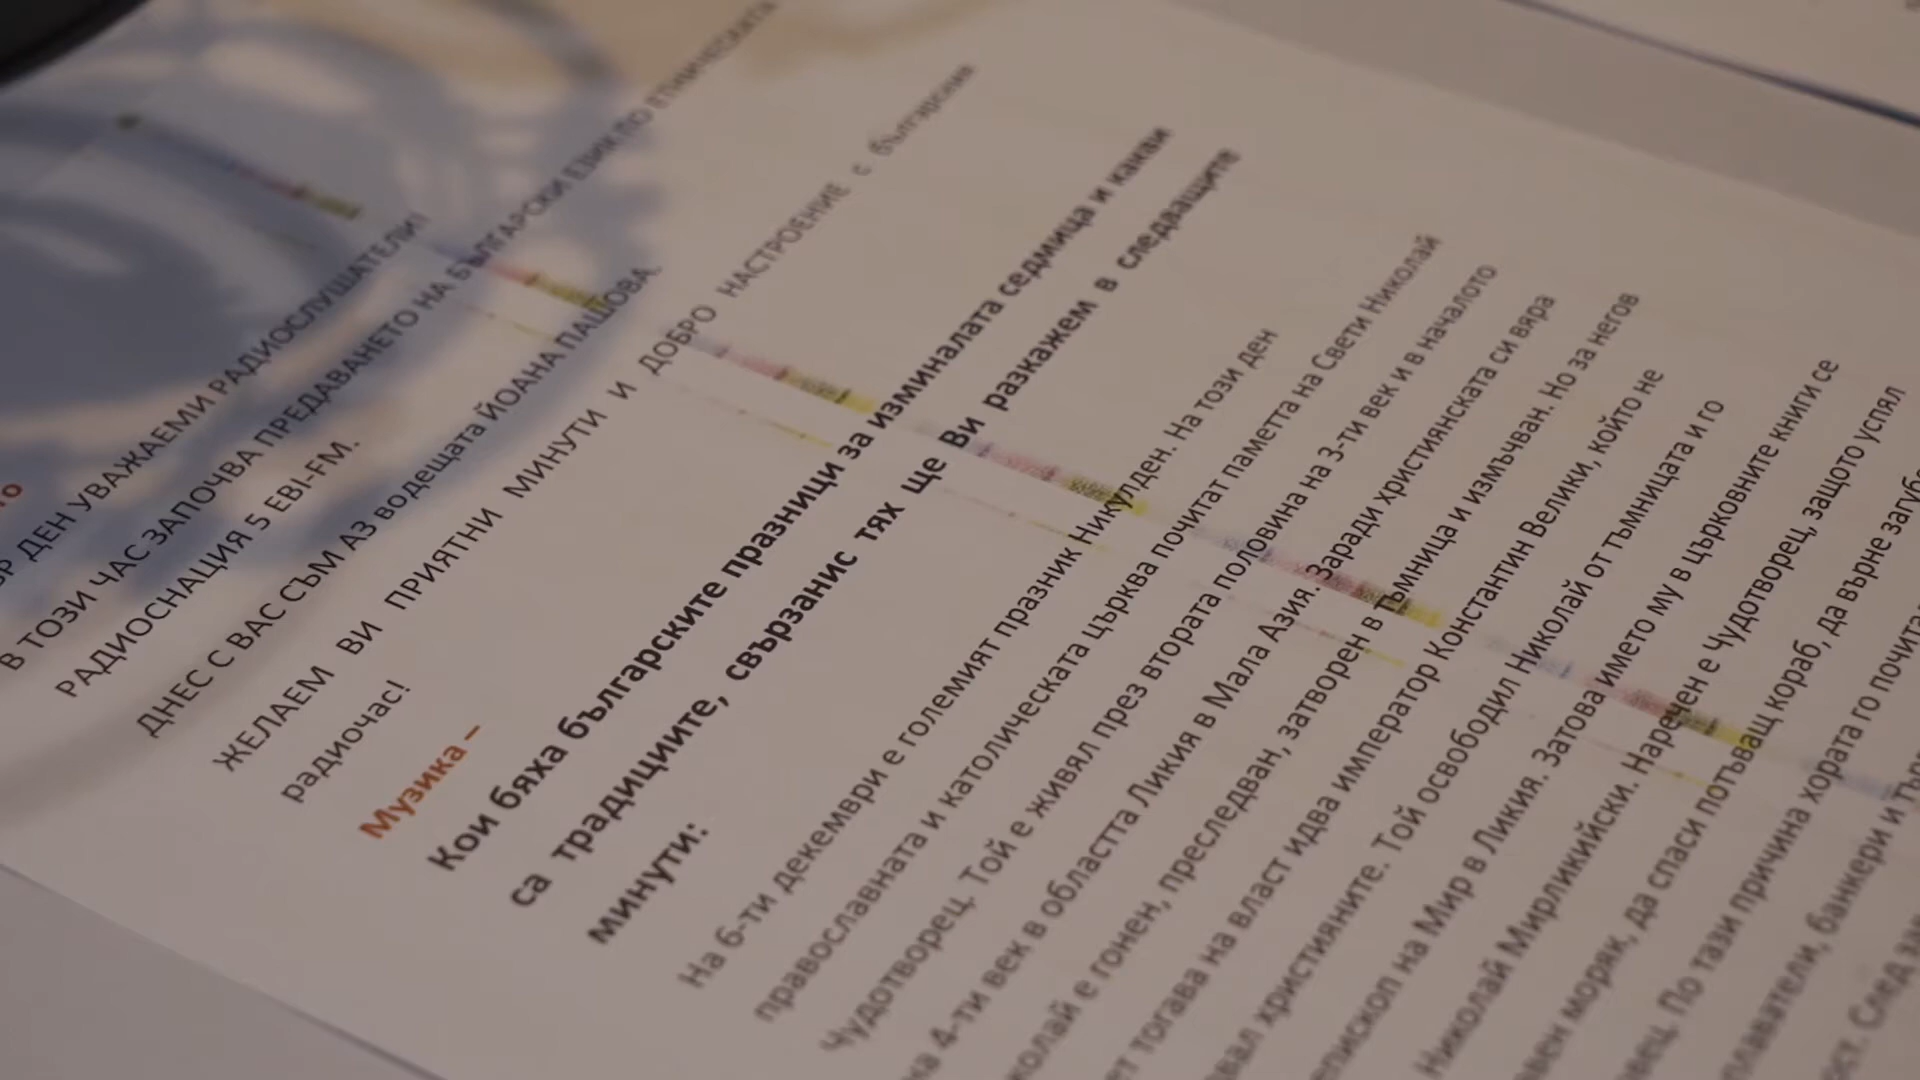 ДЕН УВАЖАЕМИ РАДИОСЛУШАТЕЛИ!
В ТОЗИ ЧАС ЗАПОЧВА ПРЕДАВАНЕТО НА БЪЛГАРСКИ ЕЗИК ПО ЕТНИЧЕСКАТА
РАДИОСНАЦИЯ 5 EBI-FM.
ДНЕС С ВАС СЪМ АЗ водещата ЙОАНА ПАШОВА.
ЖЕЛАЕМ ВИ ПРИЯТНИ МИНУТИ И ДОБРО НАСТРОЕНИЕ с български
радиочас!
Музика –
Кои бяха българските празници за изминалата седмица и какви
са традициите, свързанис тях ще Ви разкажем в следващите
минути:
На 6-ти декември е големият празник Никулден. На този ден
православната и католическата църква почитат паметта на Свети Николай
Чудотворец. Той е живял през втората половина на 3-ти век и в началото
на 4-ти век в областта Ликия в Мала Азия. Заради християнската си вяра
е гонен, преследван, затворен в тъмница и измъчван. Но за негов
тогава на власт идва император Константин Велики, който не
християните. Той освободил Николай от тъмницата и го
епископ на Мир в Ликия. Затова името му в църковните книги се
Николай Мирликийски. Наречен е Чудотворец, защото успял
моряк, да спаси потъващ кораб, да върне
По тази причина хората го
банкери и
След